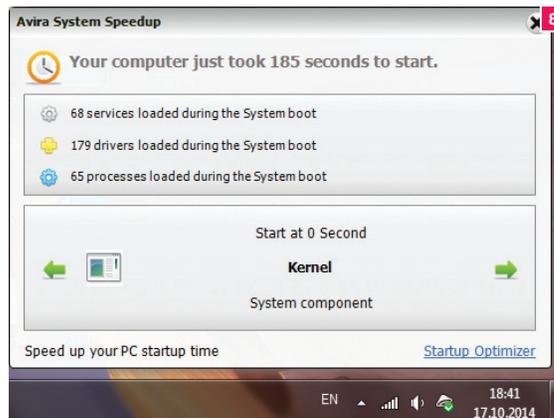 Avira System Speedup
8
Your computer just took 185 seconds to start.
68 services loaded during the System boot
179 drivers loaded during the System boot
65 processes loaded during the System boot
Start at 0 Second
Kernel
System component
Speed up your PC startup time
Startup Optimizer
EN
18:41
17.10.2014